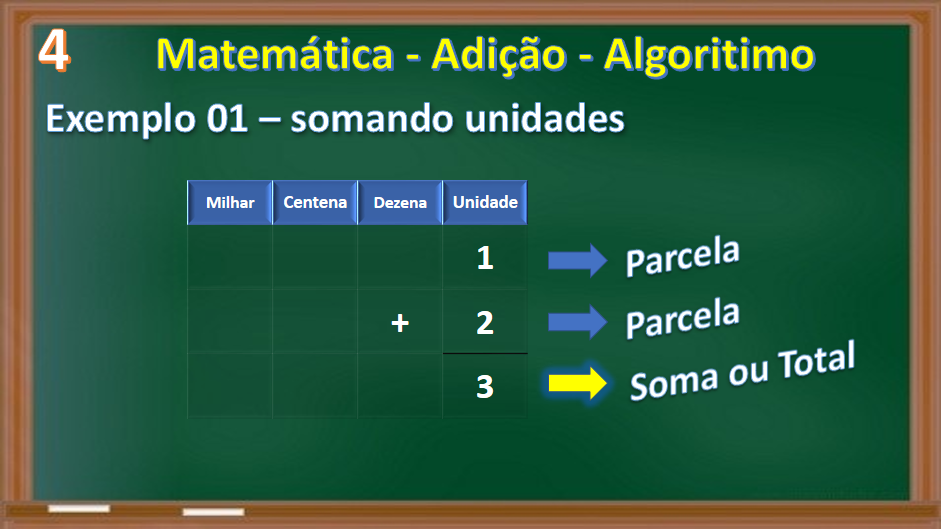 4
Matemática - Adição - Algoritimo
Exemplo 01 – somando unidades
Milhar Centena Dezena Unidade
1 Parcela
+ 2 Parcela
3 Soma ou Total